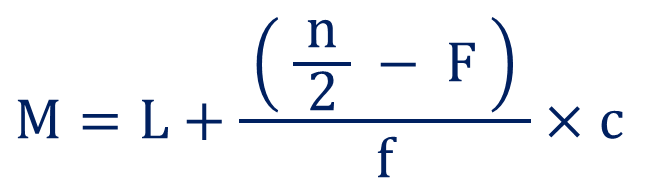 M = L + ( n/2 − F ) / f × c